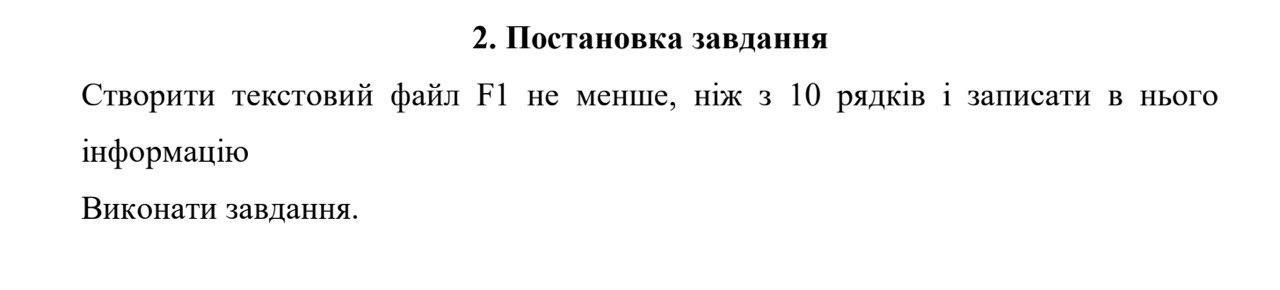 2. Постановка завдання
Створити текстовий файл F1 не менше, ніж з 10 рядків і записати в нього
інформацію
Виконати завдання.